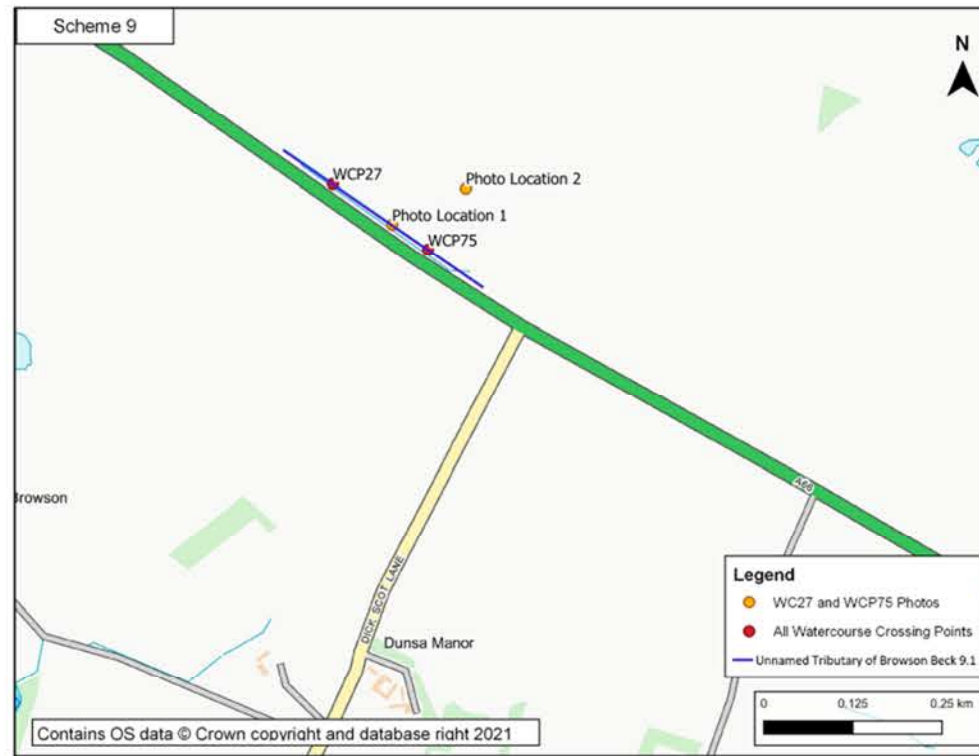 Scheme 9
N
WCP27
Photo Location 2
Photo Location 1
WCP75
A66
Browson
DICK SCOT LANE
Dunsa Manor
Legend
WC27 and WCP75 Photos
All Watercourse Crossing Points
Unnamed Tributary of Browson Beck 9.1
0 0.125 0.25 km
Contains OS data © Crown copyright and database right 2021